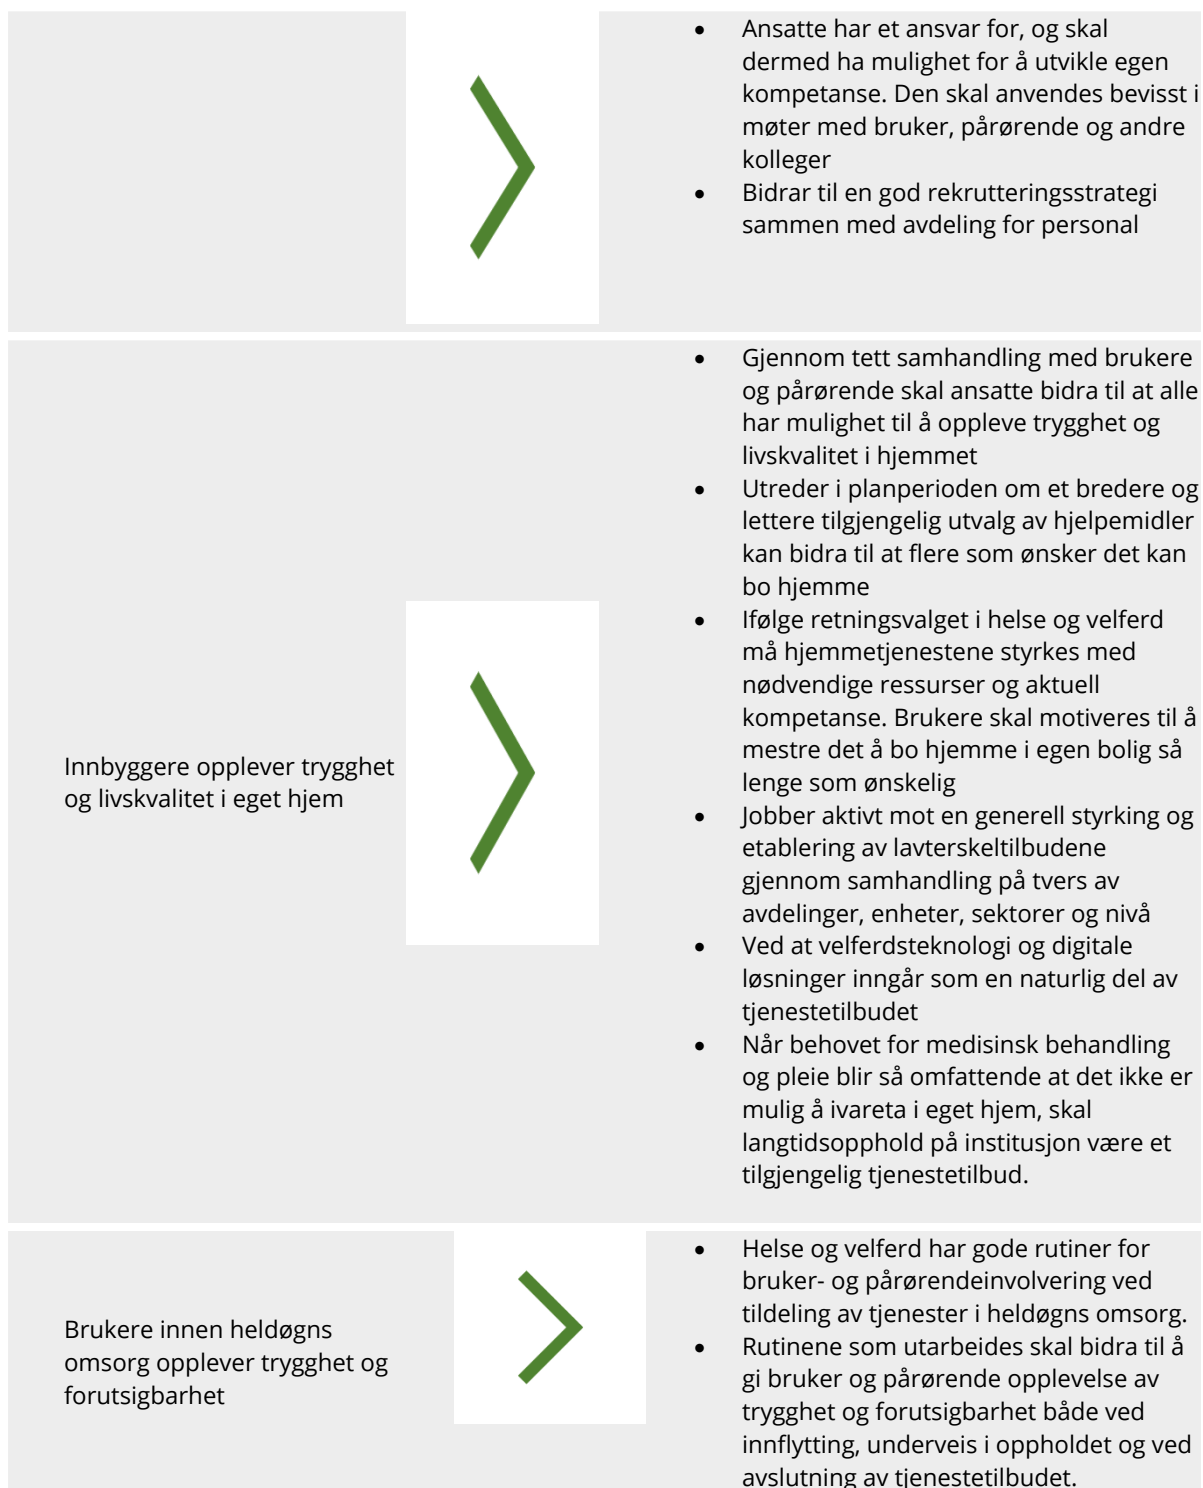 • Ansatte har et ansvar for, og skal
dermed ha mulighet for å utvikle egen
kompetanse. Den skal anvendes bevisst i
møter med bruker, pårørende og andre
kolleger
• Bidrar til en god rekrutteringsstrategi
sammen med avdeling for personal
Innbyggere opplever trygghet
og livskvalitet i eget hjem
• Gjennom tett samhandling med brukere
og pårørende skal ansatte bidra til at alle
har mulighet til å oppleve trygghet og
livskvalitet i hjemmet
• Utreder i planperioden om et bredere og
lettere tilgjengelig utvalg av hjelpemidler
kan bidra til at flere som ønsker det kan
bo hjemme
• Ifølge retningsvalget i helse og velferd
må hjemmetjenestene styrkes med
nødvendige ressurser og aktuell
kompetanse. Brukere skal motiveres til å
mestre det å bo hjemme i egen bolig så
lenge som ønskelig
• Jobber aktivt mot en generell styrking og
etablering av lavterskeltilbudene
gjennom samhandling på tvers av
avdelinger, enheter, sektorer og nivå
• Ved at velferdsteknologi og digitale
løsninger inngår som en naturlig del av
tjenestetilbudet
• Når behovet for medisinsk behandling
og pleie blir så omfattende at det ikke er
mulig å ivareta i eget hjem, skal
langtidsopphold på institusjon være et
tilgjengelig tjenestetilbud.
Brukere innen heldøgns
omsorg opplever trygghet og
forutsigbarhet
• Helse og velferd har gode rutiner for
bruker- og pårørendeinvolvering ved
tildeling av tjenester i heldøgns omsorg.
• Rutinene som utarbeides skal bidra til å
gi bruker og pårørende opplevelse av
trygghet og forutsigbarhet både ved
innflytting, underveis i oppholdet og ved
avslutning av tjenestetilbudet.